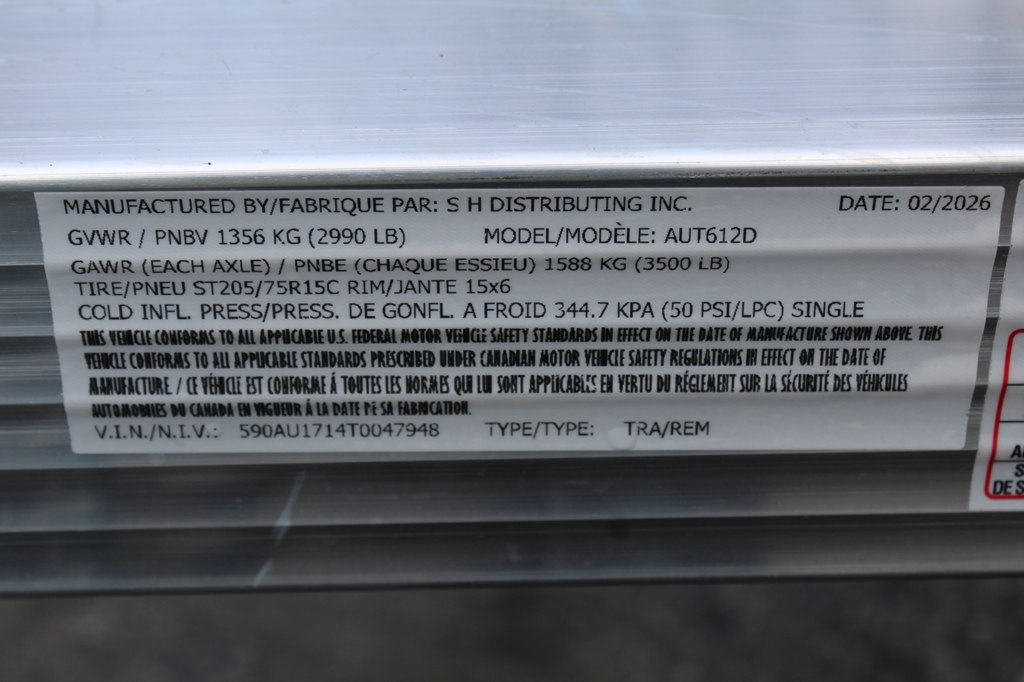 MANUFACTURED BY/FABRIQUE PAR: S H DISTRIBUTING INC. DATE: 02/2026
GVWR / PNBV 1356 KG (2990 LB) MODEL/MODÈLE: AUT612D
GAWR (EACH AXLE) / PNBE (CHAQUE ESSIEU) 1588 KG (3500 LB)
TIRE/PNEU ST205/75R15C RIM/JANTE 15x6
COLD INFL. PRESS/PRESS. DE GONFL. A FROID 344.7 KPA (50 PSI/LPC) SINGLE
THIS VEHICLE CONFORMS TO ALL APPLICABLE U.S. FEDERAL MOTOR VEHICLE SAFETY STANDARDS IN EFFECT ON THE DATE OF MANUFACTURE SHOWN ABOVE. THIS
VEHICLE CONFORMS TO ALL APPLICABLE STANDARDS PRESCRIBED UNDER CANADIAN MOTOR VEHICLE SAFETY REGULATIONS IN EFFECT ON THE DATE OF
MANUFACTURE. / CE VÉHICLE EST CONFORME Á TOUTES LES NORMES QUI LUI SONT APPLICABLES EN VERTU DU RÉGLEMENT SUR LA SÉCURITÉ DES VÉHICULES
AUTOMOBILES DU CANADA EN VIGUEUR Á LA DATE DE SA FABRICATION.
V.I.N./N.I.V.: 590AU1714T0047948 TYPE/TYPE: TRA/REM
DE S